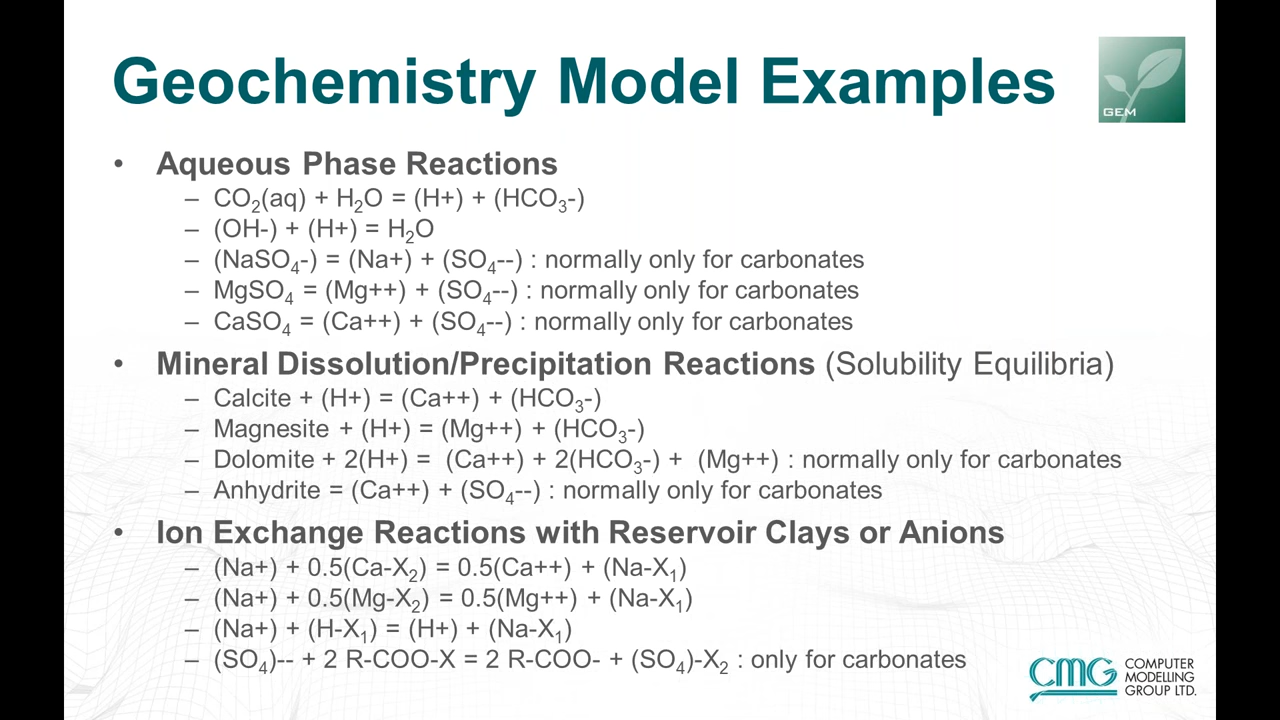 Geochemistry Model Examples
GEM
• Aqueous Phase Reactions
– CO₂(aq) + H₂O = (H+) + (HCO₃-)
– (OH-) + (H+) = H₂O
– (NaSO₄-) = (Na+) + (SO₄--) : normally only for carbonates
– MgSO₄ = (Mg++) + (SO₄--) : normally only for carbonates
– CaSO₄ = (Ca++) + (SO₄--) : normally only for carbonates
• Mineral Dissolution/Precipitation Reactions (Solubility Equilibria)
– Calcite + (H+) = (Ca++) + (HCO₃-)
– Magnesite + (H+) = (Mg++) + (HCO₃-)
– Dolomite + 2(H+) = (Ca++) + 2(HCO₃-) + (Mg++) : normally only for carbonates
– Anhydrite = (Ca++) + (SO₄--) : normally only for carbonates
• Ion Exchange Reactions with Reservoir Clays or Anions
– (Na+) + 0.5(Ca-X₂) = 0.5(Ca++) + (Na-X₁)
– (Na+) + 0.5(Mg-X₂) = 0.5(Mg++) + (Na-X₁)
– (Na+) + (H-X₁) = (H+) + (Na-X₁)
– (SO₄)-- + 2 R-COO-X = 2 R-COO- + (SO₄)-X₂ : only for carbonates
CMG
COMPUTER
MODELLING
GROUP LTD.